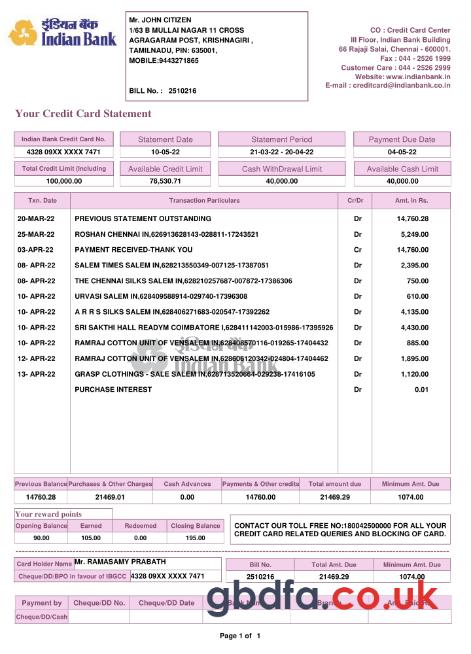 इंडियन बैंक
Indian Bank
Mr. JOHN CITIZEN
1/63 B MULLAI NAGAR 11 CROSS
AGRAGARAM POST, KRISHNAGIRI ,
TAMILNADU, PIN: 635001,
MOBILE:9443271865
BILL No. : 2510216
CO : Credit Card Center
III Floor, Indian Bank Building
66 Rajaji Salai, Chennai - 600001.
Fax : 044 - 2526 1999
Customer Care : 044 - 2526 2999
Website: www.indianbank.in
E-mail : creditcard@indianbank.co.in
Your Credit Card Statement
Indian Bank Credit Card No. Statement Date Statement Period Payment Due Date
4328 09XX XXXX 7471 10-05-22 21-03-22 - 20-04-22 04-05-22
Total Credit Limit (Including Available Credit Limit Cash WithDrawal Limit Available Cash Limit
100,000.00 78,530.71 40,000.00 40,000.00
Txn. Date Transaction Particulars Cr/Dr Amt. in Rs.
20-MAR-22 PREVIOUS STATEMENT OUTSTANDING Dr 14,760.28
25-MAR-22 ROSHAN CHENNAI IN,626913628143-028811-17243521 Dr 5,249.00
03-APR-22 PAYMENT RECEIVED-THANK YOU Cr 14,760.00
08- APR-22 SALEM TIMES SALEM IN,628213550349-007125-17387051 Dr 2,395.00
08- APR-22 THE CHENNAI SILKS SALEM IN,628210257687-007872-17386306 Dr 750.00
10- APR-22 URVASI SALEM IN,628409588914-029740-17396308 Dr 610.00
10- APR-22 A R R S SILKS SALEM IN,628406271683-020547-17392262 Dr 4,135.00
10- APR-22 SRI SAKTHI HALL READYM COIMBATORE I,628411142003-015986-17395926 Dr 4,430.00
10- APR-22 RAMRAJ COTTON UNIT OF VENSALEM IN,628408570116-019265-17404432 Dr 885.00
12- APR-22 RAMRAJ COTTON UNIT OF VENSALEM IN,628606120342-024804-17404462 Dr 1,895.00
13- APR-22 GRASP CLOTHINGS - SALE SALEM IN,628713520664-029238-17416105 Dr 1,120.00
PURCHASE INTEREST Dr 0.01
इंडियन बैंक
Indian Bank
Previous Balance Purchases & Other Charges Cash Advances Payments & Other credits Total amount due Minimum Amt. Due
14760.28 21469.01 0.00 14760.00 21469.29 1074.00
Your reward points
Opening Balance Earned Redeemed Closing Balance
90.00 105.00 0.00 195.00
CONTACT OUR TOLL FREE NO:180042500000 FOR ALL YOUR
CREDIT CARD RELATED QUERIES AND BLOCKING OF CARD.
Card Holder Name Mr. RAMASAMY PRABATH Bill No. Total Amt. Due Minimum Amt. Due
Cheque/DD/BPO in favour of IBGCC 4328 09XX XXXX 7471 2510216 21469.29 1074.00
Payment by Cheque/DD No. Cheque/DD Date
Cheque/DD/Cash
gbdfa.co.uk
Page 1 of 1